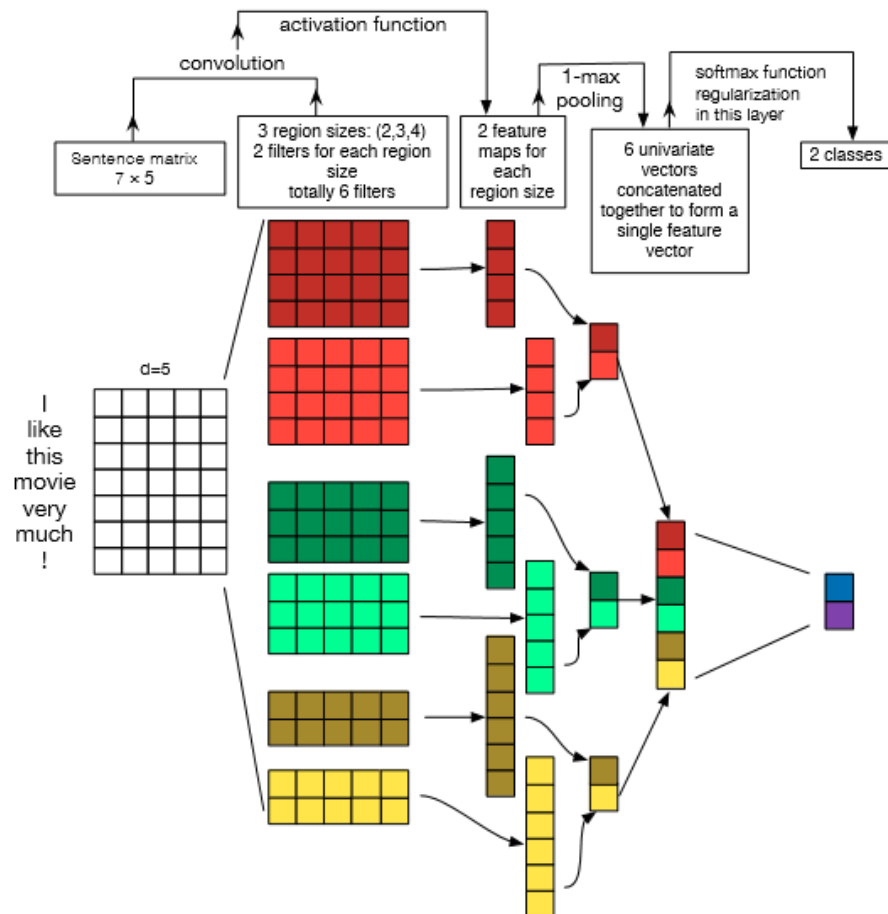 activation function
convolution
1-max
pooling
softmax function
regularization
in this layer
Sentence matrix
7 × 5
3 region sizes: (2,3,4)
2 filters for each region
size
totally 6 filters
2 feature
maps for
each
region size
6 univariate
vectors
concatenated
together to form a
single feature
vector
2 classes
d=5
I
like
this
movie
very
much
!